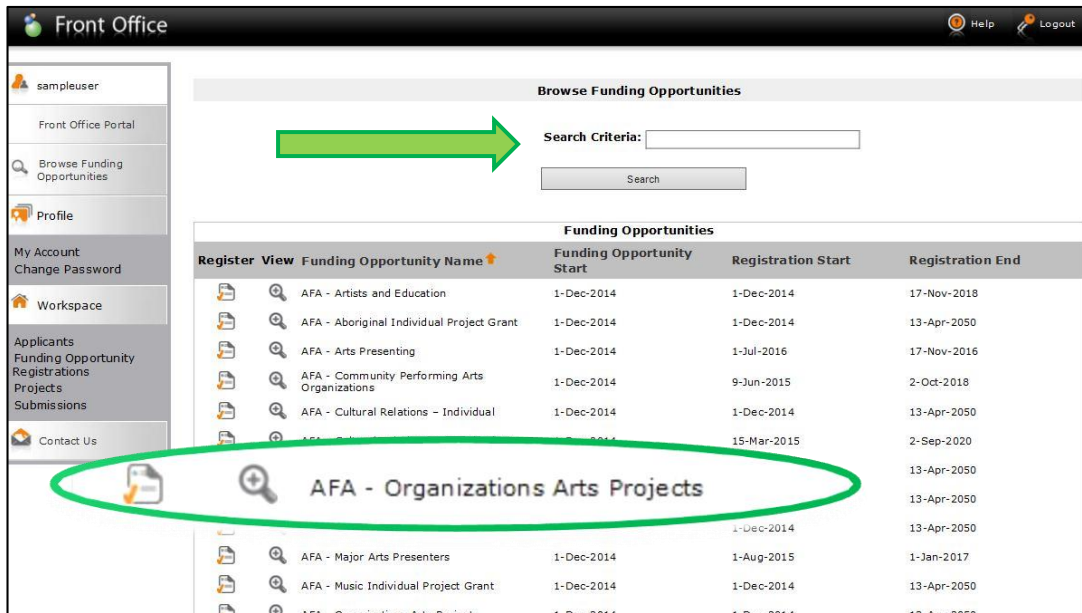 Front Office
Help
Logout
sampleuser
Front Office Portal
Browse Funding
Opportunities
Profile
My Account
Change Password
Workspace
Applicants
Funding Opportunity
Registrations
Projects
Submissions
Contact Us
Browse Funding Opportunities
Search Criteria:
Search
Funding Opportunities
Register View Funding Opportunity Name Funding Opportunity Start Registration Start Registration End
AFA - Artists and Education 1-Dec-2014 1-Dec-2014 17-Nov-2018
AFA - Aboriginal Individual Project Grant 1-Dec-2014 1-Dec-2014 13-Apr-2050
AFA - Arts Presenting 1-Dec-2014 1-Jul-2016 17-Nov-2016
AFA - Community Performing Arts Organizations 1-Dec-2014 9-Jun-2015 2-Oct-2018
AFA - Cultural Relations – Individual 1-Dec-2014 1-Dec-2014 13-Apr-2050
15-Mar-2015 2-Sep-2020
13-Apr-2050
AFA - Organizations Arts Projects
13-Apr-2050
1-Dec-2014 13-Apr-2050
AFA - Major Arts Presenters 1-Dec-2014 1-Aug-2015 1-Jan-2017
AFA - Music Individual Project Grant 1-Dec-2014 1-Dec-2014 13-Apr-2050